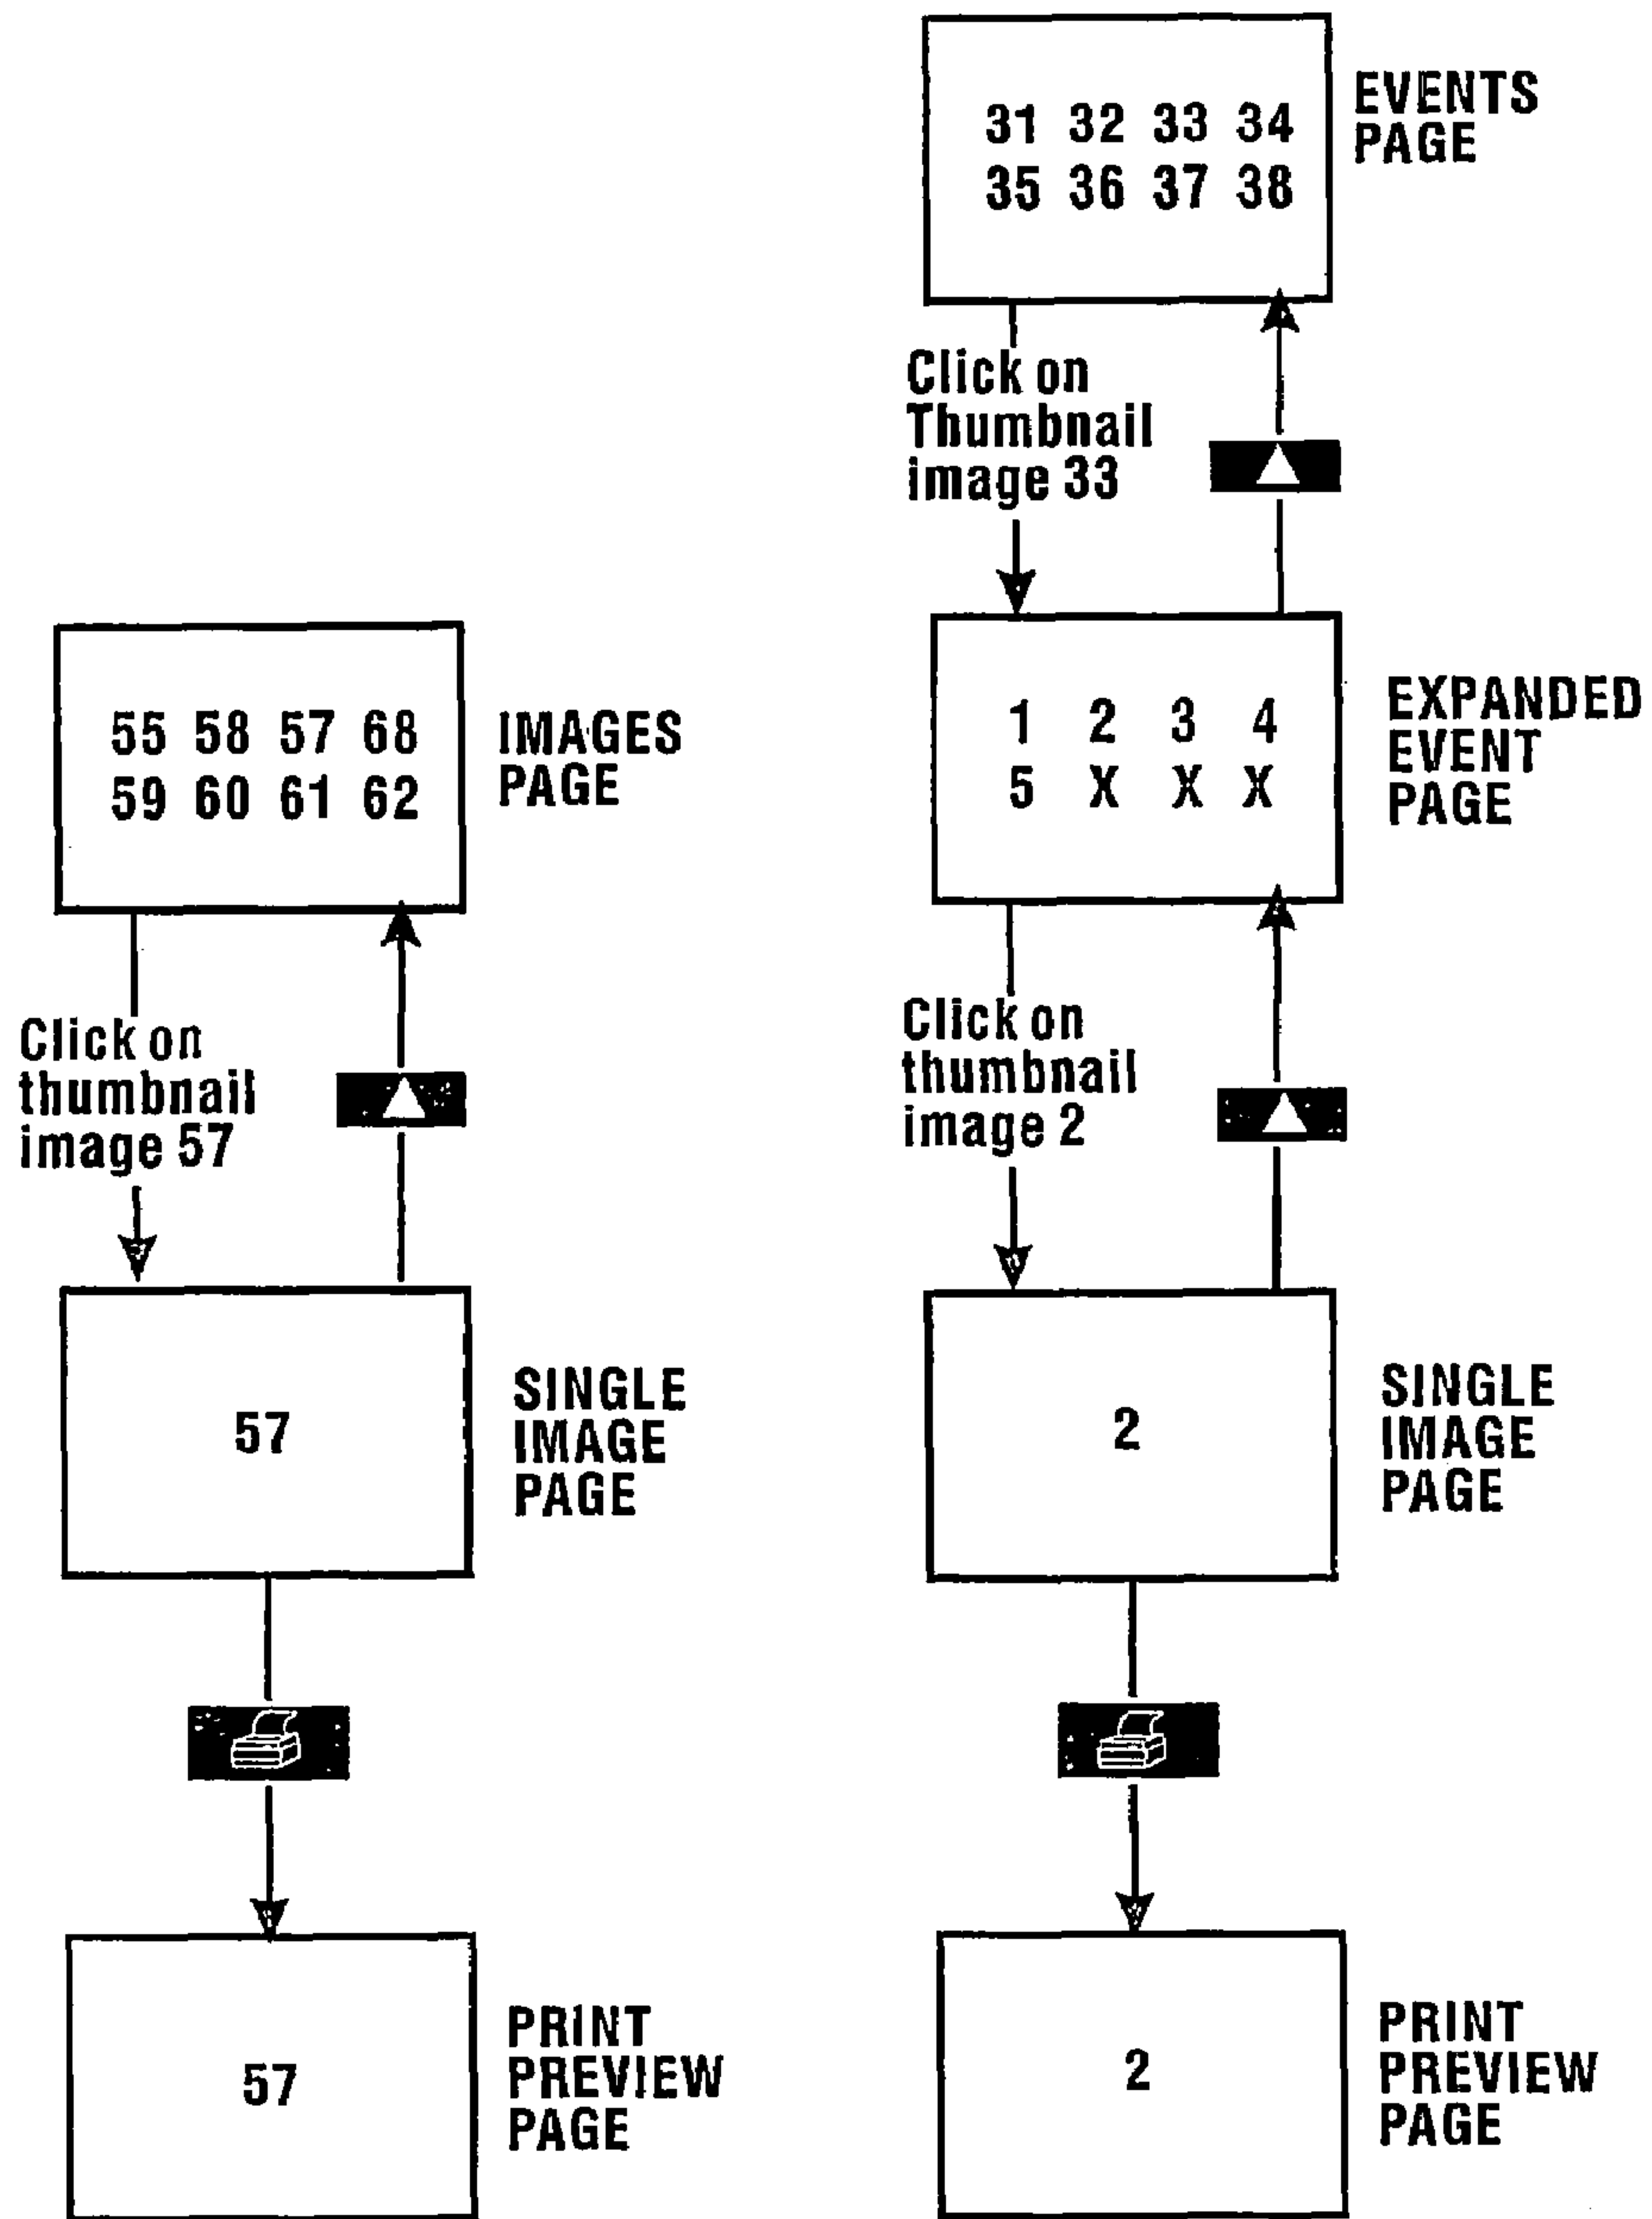 31 32 33 34
35 36 37 38
EVENTS
PAGE
Click on
Thumbnail
image 33
1 2 3 4
5 X X X
EXPANDED
EVENT
PAGE
Click on
thumbnail
image 2
2
SINGLE
IMAGE
PAGE
2
PRINT
PREVIEW
PAGE
55 58 57 68
59 60 61 62
IMAGES
PAGE
Click on
thumbnail
image 57
57
SINGLE
IMAGE
PAGE
57
PRINT
PREVIEW
PAGE